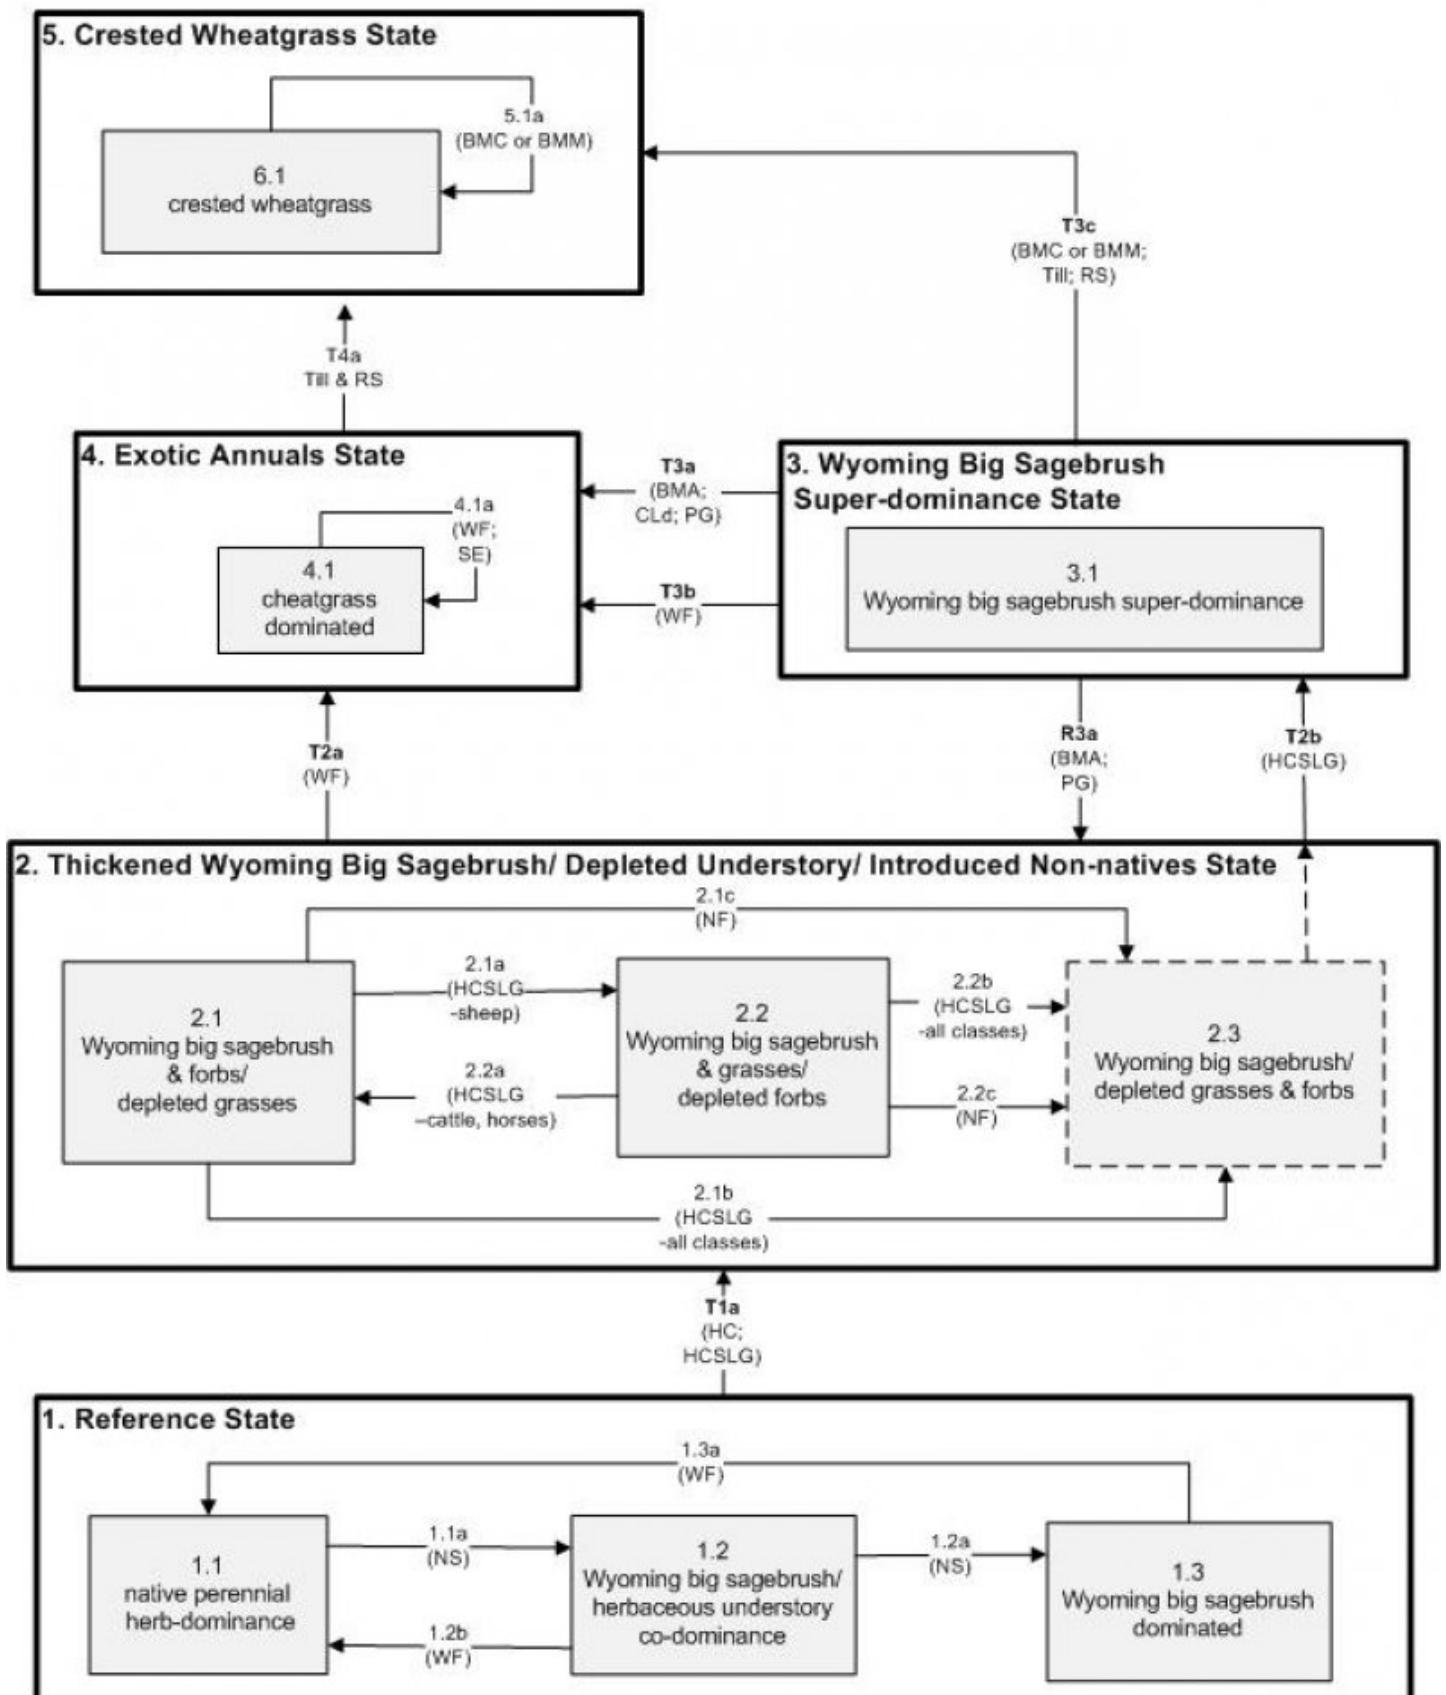 5. Crested Wheatgrass State
5.1a
(BMC or BMM)
6.1
crested wheatgrass
T3c
(BMC or BMM;
Till; RS)
T4a
Till & RS
4. Exotic Annuals State
4.1a
(WF;
SE)
4.1
cheatgrass
dominated
T3a
(BMA;
CLd; PG)
T3b
(WF)
3. Wyoming Big Sagebrush
Super-dominance State
3.1
Wyoming big sagebrush super-dominance
T2a
(WF)
R3a
(BMA;
PG)
T2b
(HCSLG)
2. Thickened Wyoming Big Sagebrush/ Depleted Understory/ Introduced Non-natives State
2.1c
(NF)
2.1
Wyoming big sagebrush
& forbs/
depleted grasses
2.1a
(HCSLG
-sheep)
2.2a
(HCSLG
–cattle, horses)
2.2
Wyoming big sagebrush
& grasses/
depleted forbs
2.2b
(HCSLG
-all classes)
2.2c
(NF)
2.3
Wyoming big sagebrush/
depleted grasses & forbs
2.1b
(HCSLG
-all classes)
T1a
(HC;
HCSLG)
1. Reference State
1.3a
(WF)
1.1
native perennial
herb-dominance
1.1a
(NS)
1.2b
(WF)
1.2
Wyoming big sagebrush/
herbaceous understory
co-dominance
1.2a
(NS)
1.3
Wyoming big sagebrush
dominated